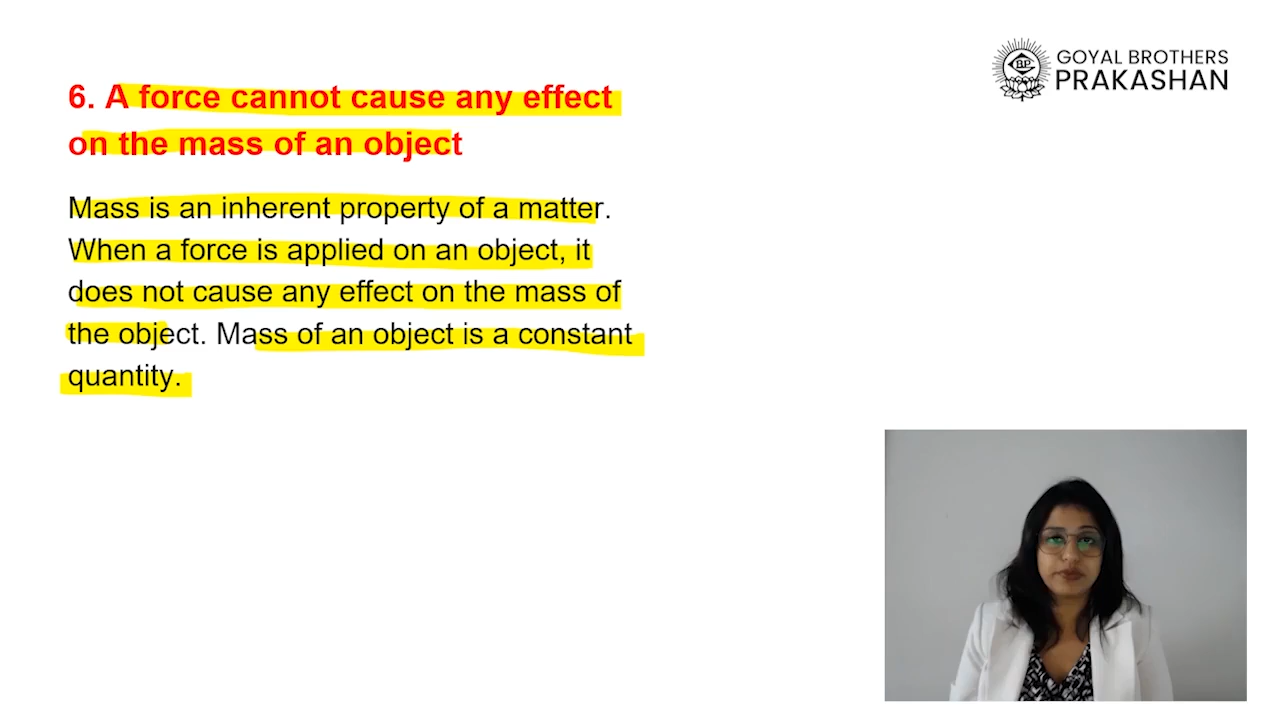 GOYAL BROTHERS
PRAKASHAN
6. A force cannot cause any effect
on the mass of an object
Mass is an inherent property of a matter.
When a force is applied on an object, it
does not cause any effect on the mass of
the object. Mass of an object is a constant
quantity.